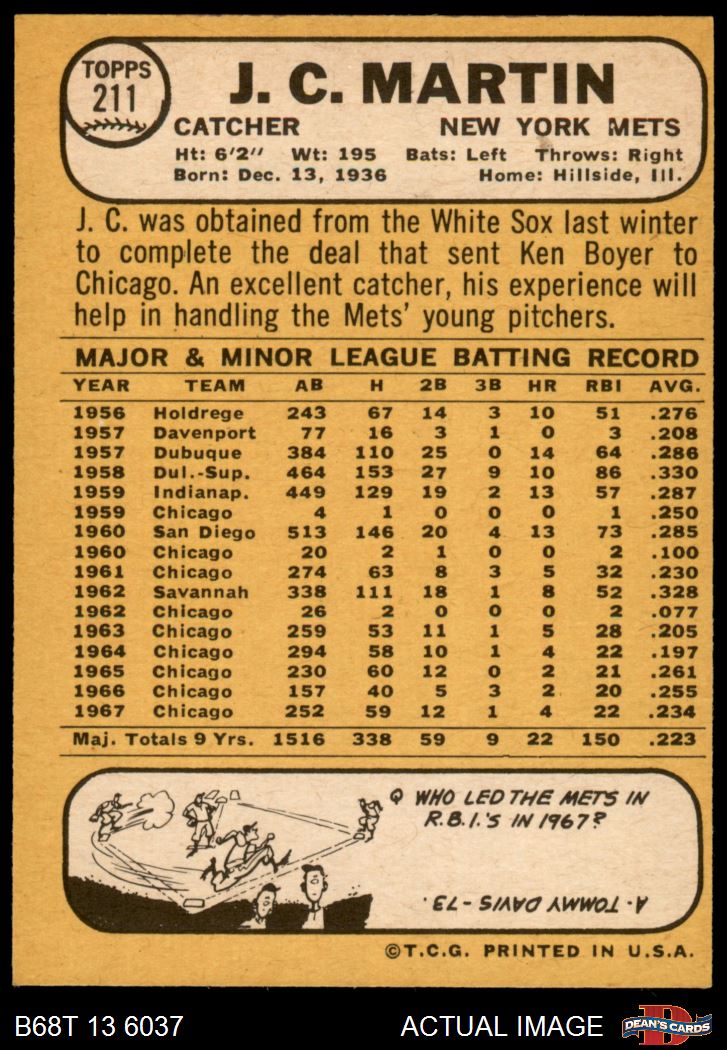 TOPPS
211
J. C. MARTIN
CATCHER NEW YORK METS
Ht: 6'2" Wt: 195 Bats: Left Throws: Right
Born: Dec. 13, 1936 Home: Hillside, Ill.
J. C. was obtained from the White Sox last winter
to complete the deal that sent Ken Boyer to
Chicago. An excellent catcher, his experience will
help in handling the Mets' young pitchers.
MAJOR & MINOR LEAGUE BATTING RECORD
YEAR TEAM AB H 2B 3B HR RBI AVG.
1956 Holdrege 243 67 14 3 10 51 .276
1957 Davenport 77 16 3 1 0 3 .208
1957 Dubuque 384 110 25 0 14 64 .286
1958 Dul.-Sup. 464 153 27 9 10 86 .330
1959 Indianap. 449 129 19 2 13 57 .287
1959 Chicago 4 1 0 0 0 1 .250
1960 San Diego 513 146 20 4 13 73 .285
1960 Chicago 20 2 1 0 0 2 .100
1961 Chicago 274 63 8 3 5 32 .230
1962 Savannah 338 111 18 1 8 52 .328
1962 Chicago 26 2 0 0 0 2 .077
1963 Chicago 259 53 11 1 5 28 .205
1964 Chicago 294 58 10 1 4 22 .197
1965 Chicago 230 60 12 0 2 21 .261
1966 Chicago 157 40 5 3 2 20 .255
1967 Chicago 252 59 12 1 4 22 .234
Maj. Totals 9 Yrs. 1516 338 59 9 22 150 .223
Q WHO LED THE METS IN
R.B.I.'S IN 1967?
A. TOMMY DAVIS - 73.
©T.C.G. PRINTED IN U.S.A.
B68T 13 6037 ACTUAL IMAGE
D
DEAN'S CARDS